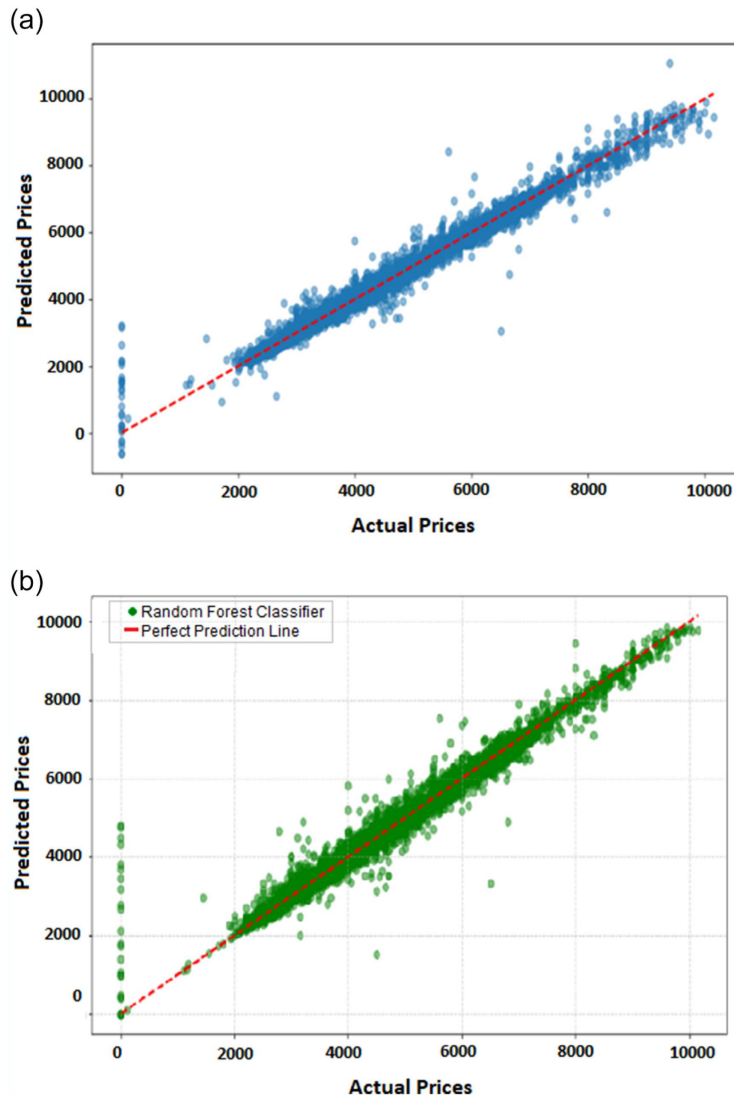 (a)
10000
8000
6000
4000
2000
0
Predicted Prices
0 2000 4000 6000 8000 10000
Actual Prices
(b)
Random Forest Classifier
Perfect Prediction Line
10000
8000
6000
4000
2000
0
Predicted Prices
0 2000 4000 6000 8000 10000
Actual Prices